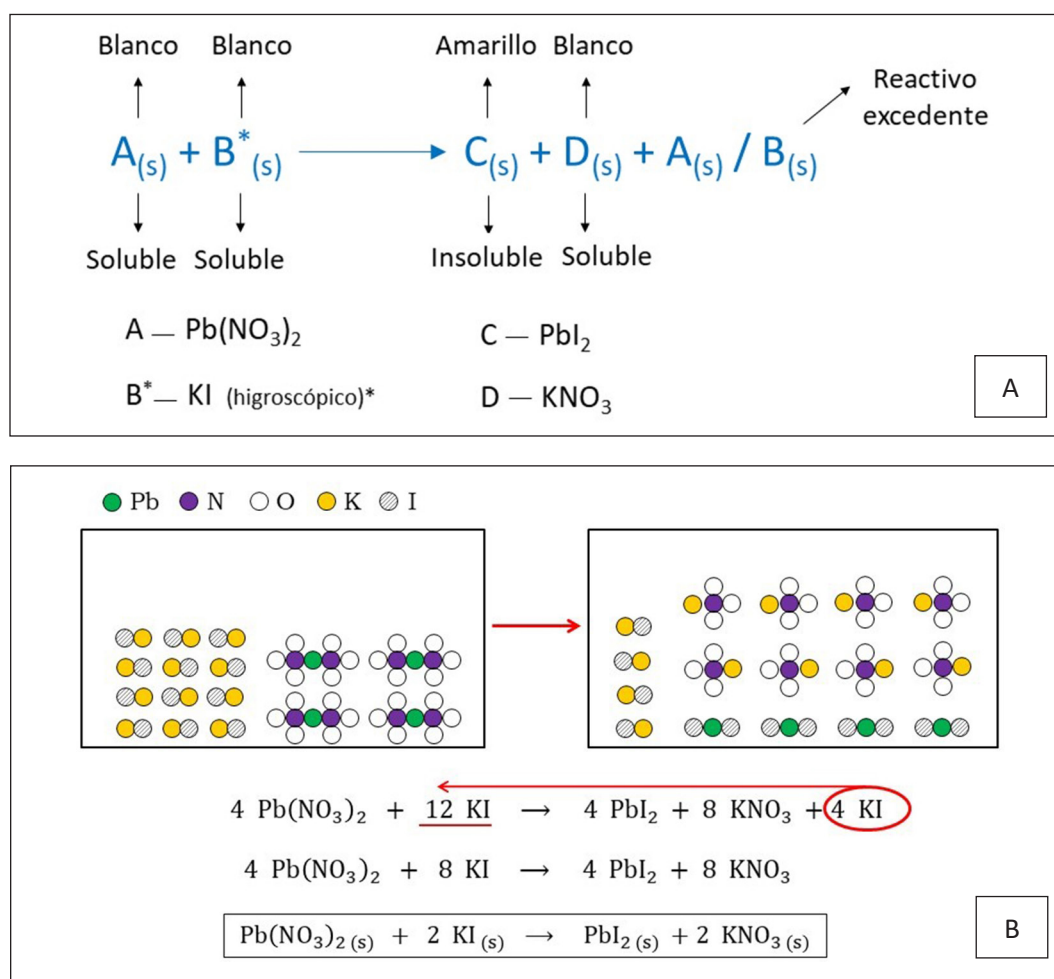 Blanco Blanco Amarillo Blanco
Reactivo
excedente
A(s) + B*(s) → C(s) + D(s) + A(s) / B(s)
Soluble Soluble Insoluble Soluble
A — Pb(NO₃)₂ C — PbI₂
B*— KI (higroscópico)* D — KNO₃
A
Pb N O K I
4 Pb(NO₃)₂ + 12 KI → 4 PbI₂ + 8 KNO₃ + 4 KI
4 Pb(NO₃)₂ + 8 KI → 4 PbI₂ + 8 KNO₃
Pb(NO₃)₂ (s) + 2 KI (s) → PbI₂ (s) + 2 KNO₃ (s)
B